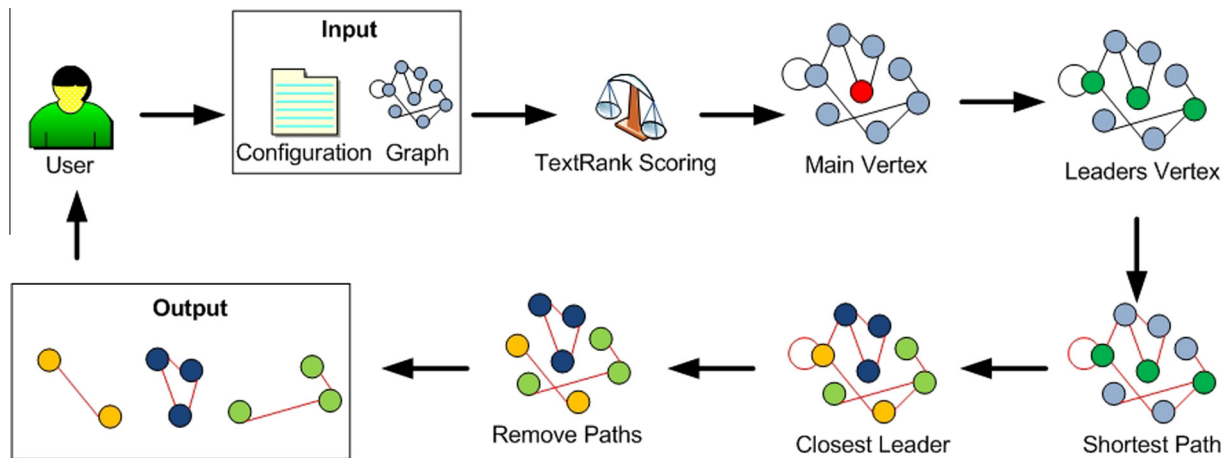 Input
Configuration
Graph
User
TextRank Scoring
Main Vertex
Leaders Vertex
Output
Remove Paths
Closest Leader
Shortest Path